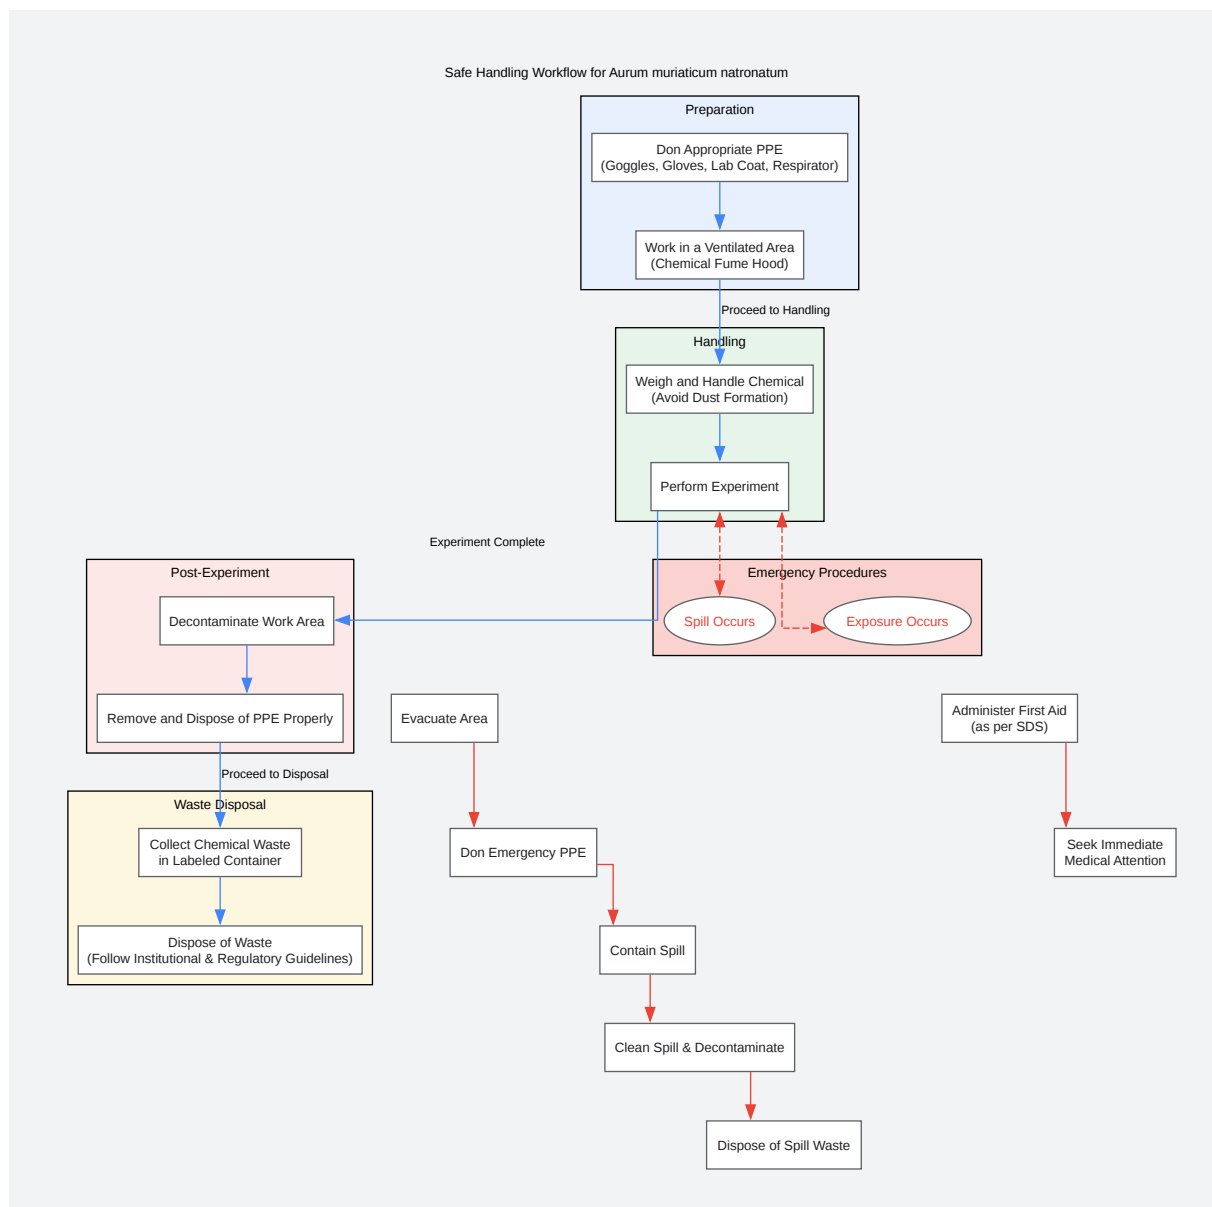 Safe Handling Workflow for Aurum muriaticum natronatum
Preparation
Don Appropriate PPE
(Goggles, Gloves, Lab Coat, Respirator)
Work in a Ventilated Area
(Chemical Fume Hood)
Proceed to Handling
Handling
Weigh and Handle Chemical
(Avoid Dust Formation)
Perform Experiment
Experiment Complete
Post-Experiment
Decontaminate Work Area
Remove and Dispose of PPE Properly
Proceed to Disposal
Waste Disposal
Collect Chemical Waste
in Labeled Container
Dispose of Waste
(Follow Institutional & Regulatory Guidelines)
Emergency Procedures
Spill Occurs
Exposure Occurs
Evacuate Area
Don Emergency PPE
Contain Spill
Clean Spill & Decontaminate
Dispose of Spill Waste
Administer First Aid
(as per SDS)
Seek Immediate
Medical Attention